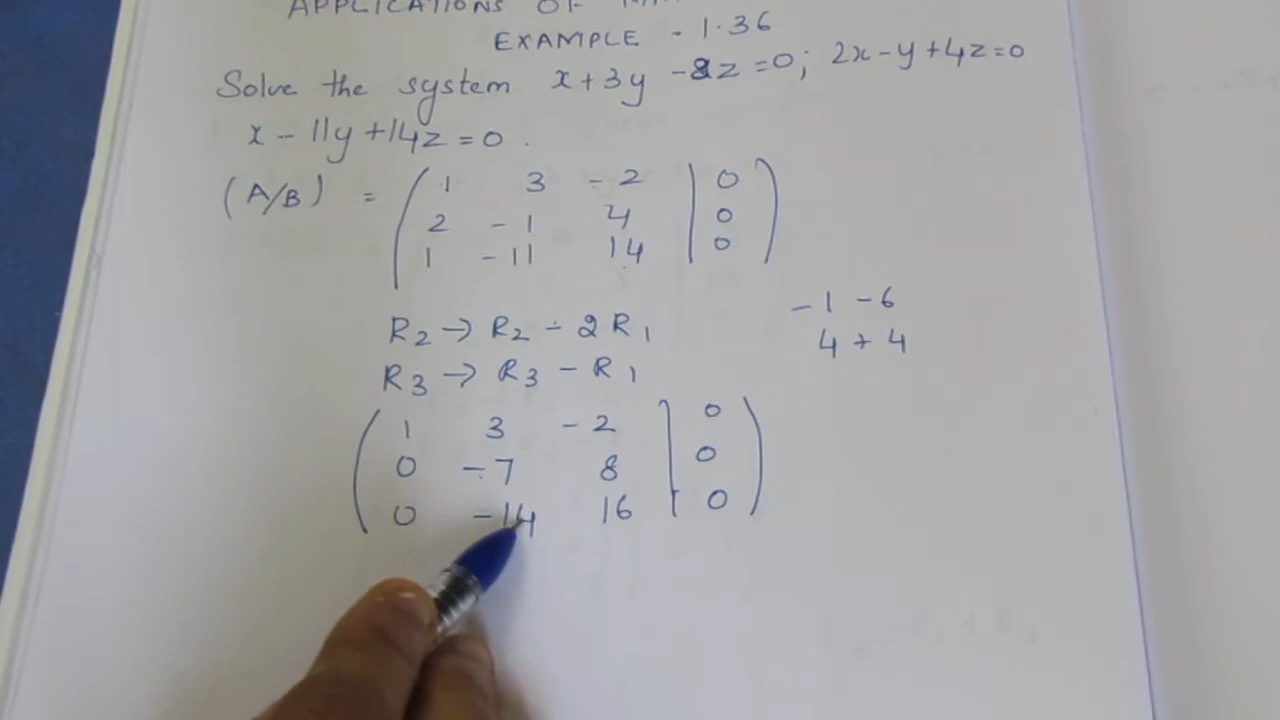 APPLICATIONS OF
EXAMPLE - 1.36
Solve the system x+3y -2z =0; 2x-y+4z=0
x - 11y +14z = 0 .
(A/B) = ( 1 3 -2 | 0 )
2 -1 4 | 0
1 -11 14 | 0
-1 -6
R2 → R2 - 2R1
4 + 4
R3 → R3 - R1
( 1 3 -2 | 0 )
0 -7 8 | 0
0 -14 16 | 0